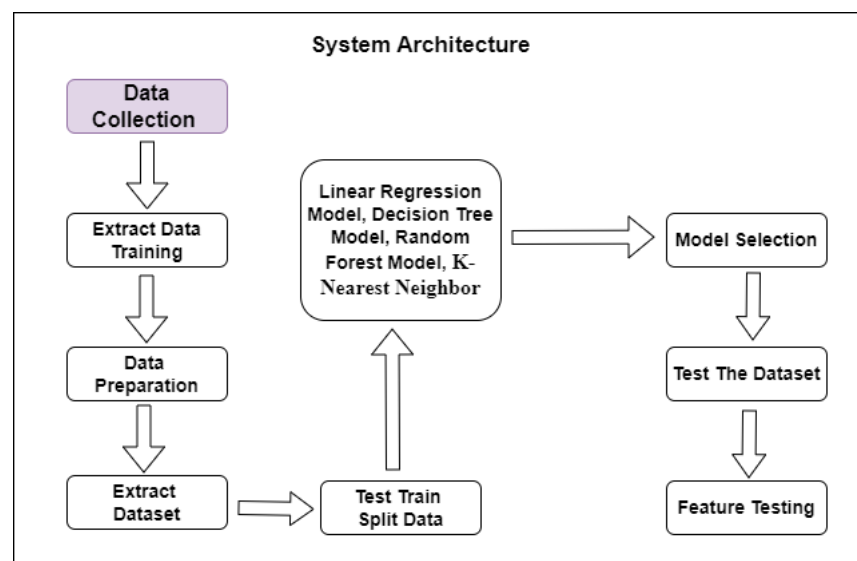 System Architecture
Data
Collection
Extract Data
Training
Data
Preparation
Extract
Dataset
Test Train
Split Data
Linear Regression
Model, Decision Tree
Model, Random
Forest Model, K-
Nearest Neighbor
Model Selection
Test The Dataset
Feature Testing